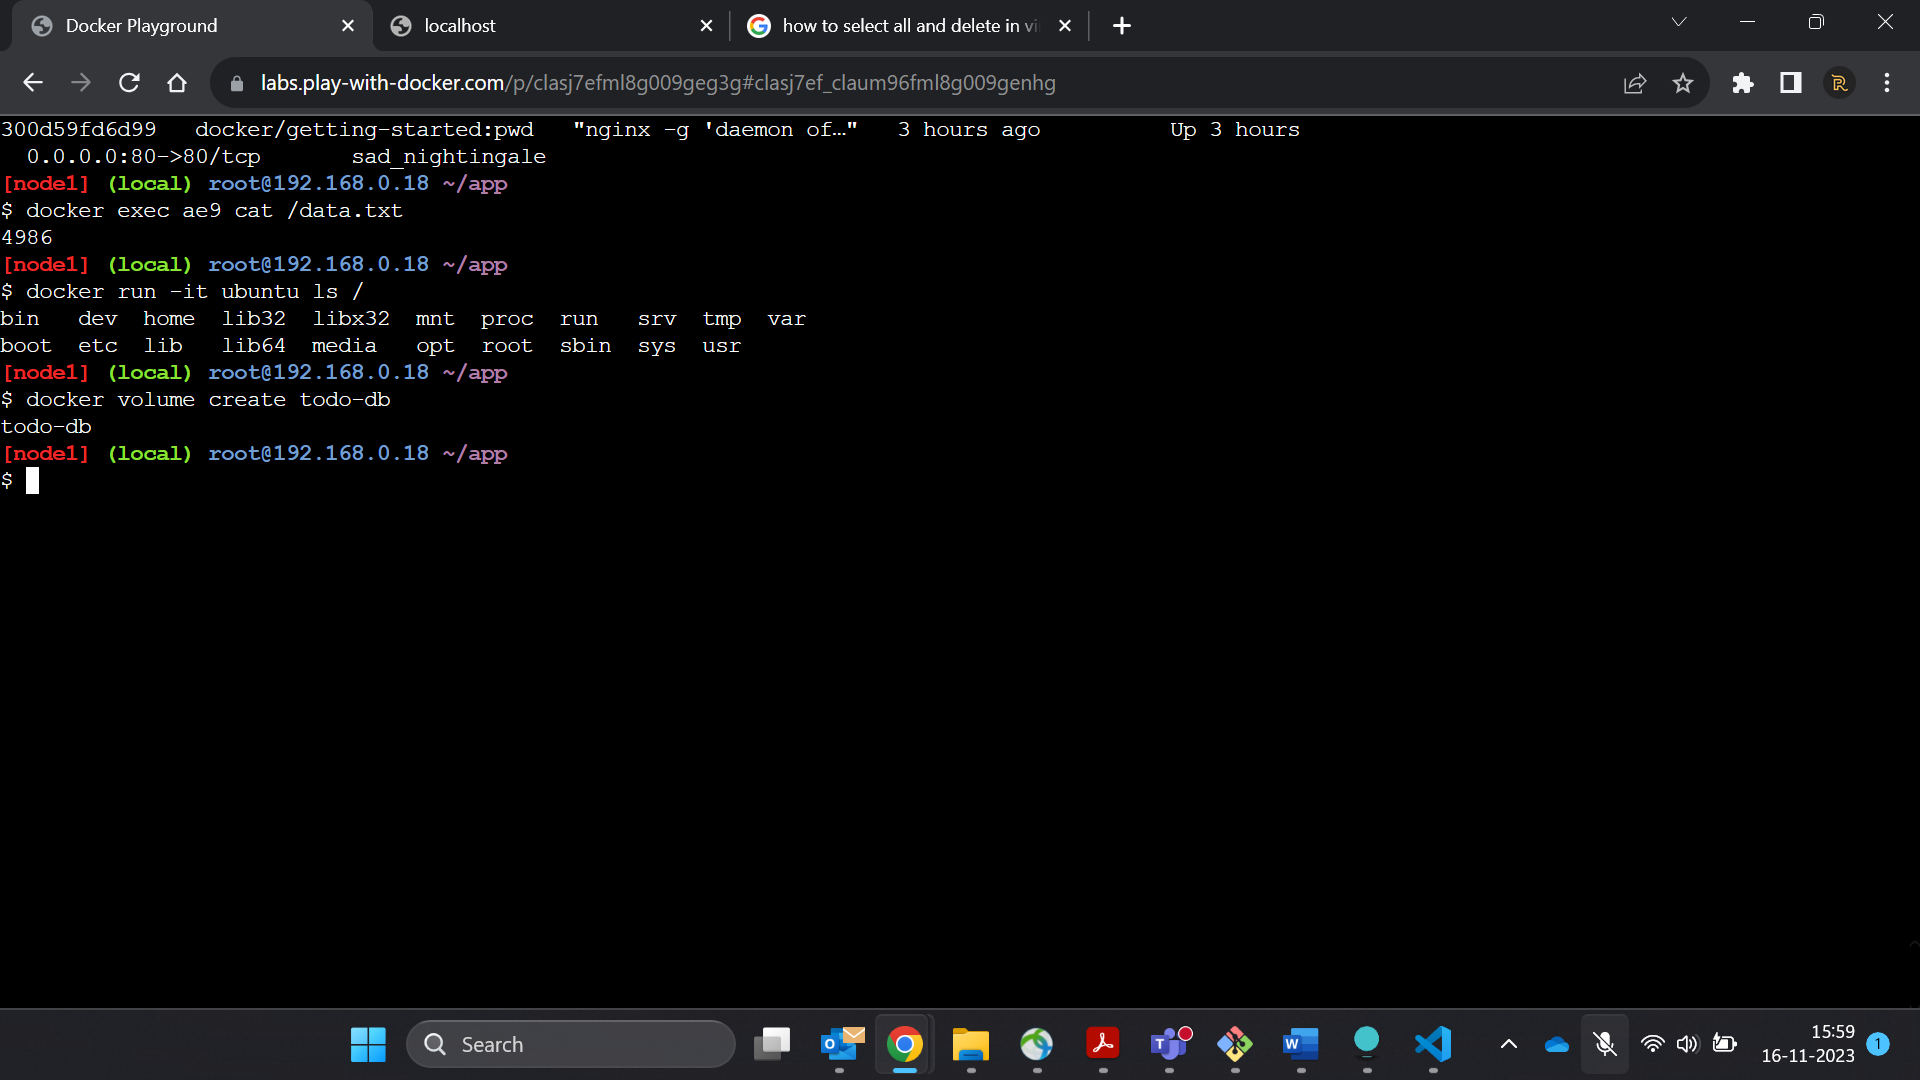 Docker Playground
localhost
how to select all and delete in vi
labs.play-with-docker.com/p/clasj7efml8g009geg3g#clasj7ef_claum96fml8g009genhg
300d59fd6d99   docker/getting-started:pwd   "nginx -g 'daemon of…"   3 hours ago          Up 3 hours
  0.0.0.0:80->80/tcp       sad_nightingale
[node1] (local) root@192.168.0.18 ~/app
$ docker exec ae9 cat /data.txt
4986
[node1] (local) root@192.168.0.18 ~/app
$ docker run -it ubuntu ls /
bin   dev  home  lib32  libx32  mnt  proc  run   srv  tmp  var
boot  etc  lib   lib64  media   opt  root  sbin  sys  usr
[node1] (local) root@192.168.0.18 ~/app
$ docker volume create todo-db
todo-db
[node1] (local) root@192.168.0.18 ~/app
$
Search
15:59
16-11-2023
1